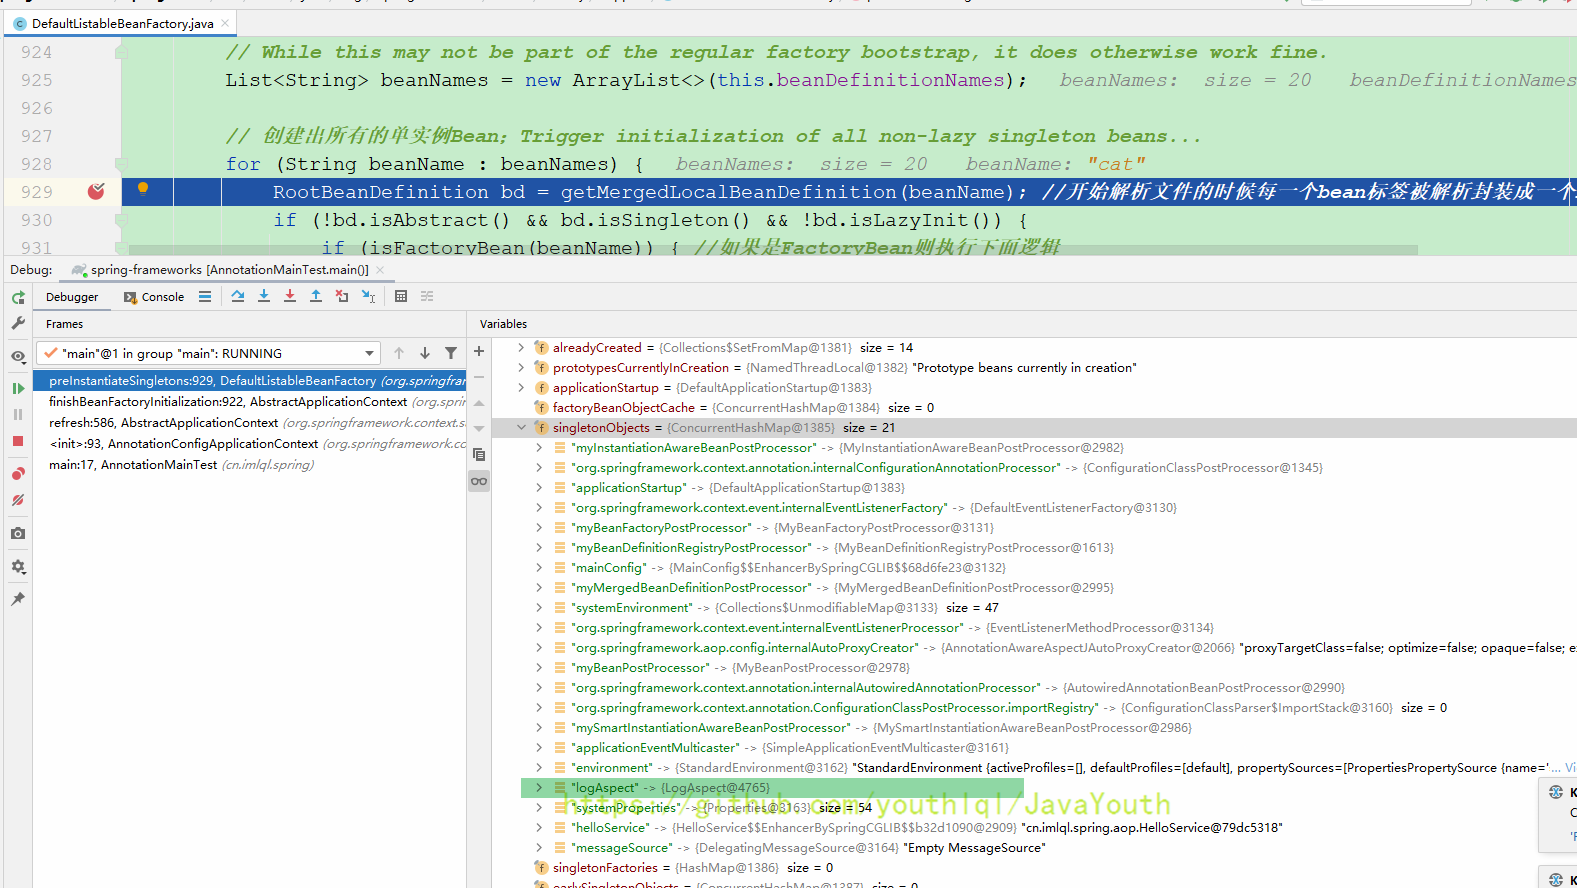 DefaultListableBeanFactory.java
924 // While this may not be part of the regular factory bootstrap, it does otherwise work fine.
925 List<String> beanNames = new ArrayList<>(this.beanDefinitionNames); beanNames: size = 20 beanDefinitionNames
926
927 // 创建出所有的单实例Bean; Trigger initialization of all non-lazy singleton beans...
928 for (String beanName : beanNames) { beanNames: size = 20 beanName: "cat"
929 RootBeanDefinition bd = getMergedLocalBeanDefinition(beanName); //开始解析文件的时候每一个bean标签被解析封装成一个
930 if (!bd.isAbstract() && bd.isSingleton() && !bd.isLazyInit()) {
931 if (isFactoryBean(beanName)) { //如果是FactoryBean则执行下面逻辑
Debug: spring-frameworks [AnnotationMainTest.main()]
Debugger Console
Frames
"main"@1 in group "main": RUNNING
preInstantiateSingletons:929, DefaultListableBeanFactory (org.springfrar
finishBeanFactoryInitialization:922, AbstractApplicationContext (org.sprin
refresh:586, AbstractApplicationContext (org.springframework.context.s
<init>:93, AnnotationConfigApplicationContext (org.springframework.co
main:17, AnnotationMainTest (cn.imlql.spring)
Variables
alreadyCreated = {Collections$SetFromMap@1381} size = 14
prototypesCurrentlyInCreation = {NamedThreadLocal@1382} "Prototype beans currently in creation"
applicationStartup = {DefaultApplicationStartup@1383}
factoryBeanObjectCache = {ConcurrentHashMap@1384} size = 0
singletonObjects = {ConcurrentHashMap@1385} size = 21
"myInstantiationAwareBeanPostProcessor" -> {MyInstantiationAwareBeanPostProcessor@2982}
"org.springframework.context.annotation.internalConfigurationAnnotationProcessor" -> {ConfigurationClassPostProcessor@1345}
"applicationStartup" -> {DefaultApplicationStartup@1383}
"org.springframework.context.event.internalEventListenerFactory" -> {DefaultEventListenerFactory@3130}
"myBeanFactoryPostProcessor" -> {MyBeanFactoryPostProcessor@3131}
"myBeanDefinitionRegistryPostProcessor" -> {MyBeanDefinitionRegistryPostProcessor@1613}
"mainConfig" -> {MainConfig$$EnhancerBySpringCGLIB$$68d6fe23@3132}
"myMergedBeanDefinitionPostProcessor" -> {MyMergedBeanDefinitionPostProcessor@2995}
"systemEnvironment" -> {Collections$UnmodifiableMap@3133} size = 47
"org.springframework.context.event.internalEventListenerProcessor" -> {EventListenerMethodProcessor@3134}
"org.springframework.aop.config.internalAutoProxyCreator" -> {AnnotationAwareAspectJAutoProxyCreator@2066} "proxyTargetClass=false; optimize=false; opaque=false; e
"myBeanPostProcessor" -> {MyBeanPostProcessor@2978}
"org.springframework.context.annotation.internalAutowiredAnnotationProcessor" -> {AutowiredAnnotationBeanPostProcessor@2990}
"org.springframework.context.annotation.ConfigurationClassPostProcessor.importRegistry" -> {ConfigurationClassParser$ImportStack@3160} size = 0
"mySmartInstantiationAwareBeanPostProcessor" -> {MySmartInstantiationAwareBeanPostProcessor@2986}
"applicationEventMulticaster" -> {SimpleApplicationEventMulticaster@3161}
"environment" -> {StandardEnvironment@3162} "StandardEnvironment {activeProfiles=[], defaultProfiles=[default], propertySources=[PropertiesPropertySource {name='... Vi
"logAspect" -> {LogAspect@4765}
"systemProperties" -> {Properties@3163} size = 54
https://github.com/youthlql/JavaYouth
"helloService" -> {HelloService$$EnhancerBySpringCGLIB$$b32d1090@2909} "cn.imlql.spring.aop.HelloService@79dc5318"
"messageSource" -> {DelegatingMessageSource@3164} "Empty MessageSource"
singletonFactories = {HashMap@1386} size = 0
earlySingletonObjects = {ConcurrentHashMap@1387} size = 0